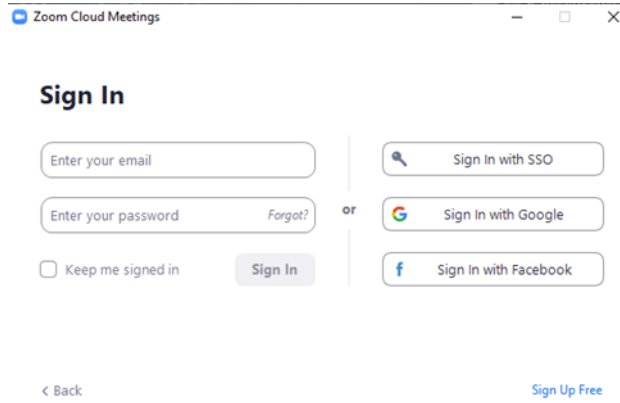 Zoom Cloud Meetings
Sign In
Enter your email
Enter your password Forgot?
Keep me signed in Sign In
or
Sign In with SSO
Sign In with Google
Sign In with Facebook
< Back
Sign Up Free